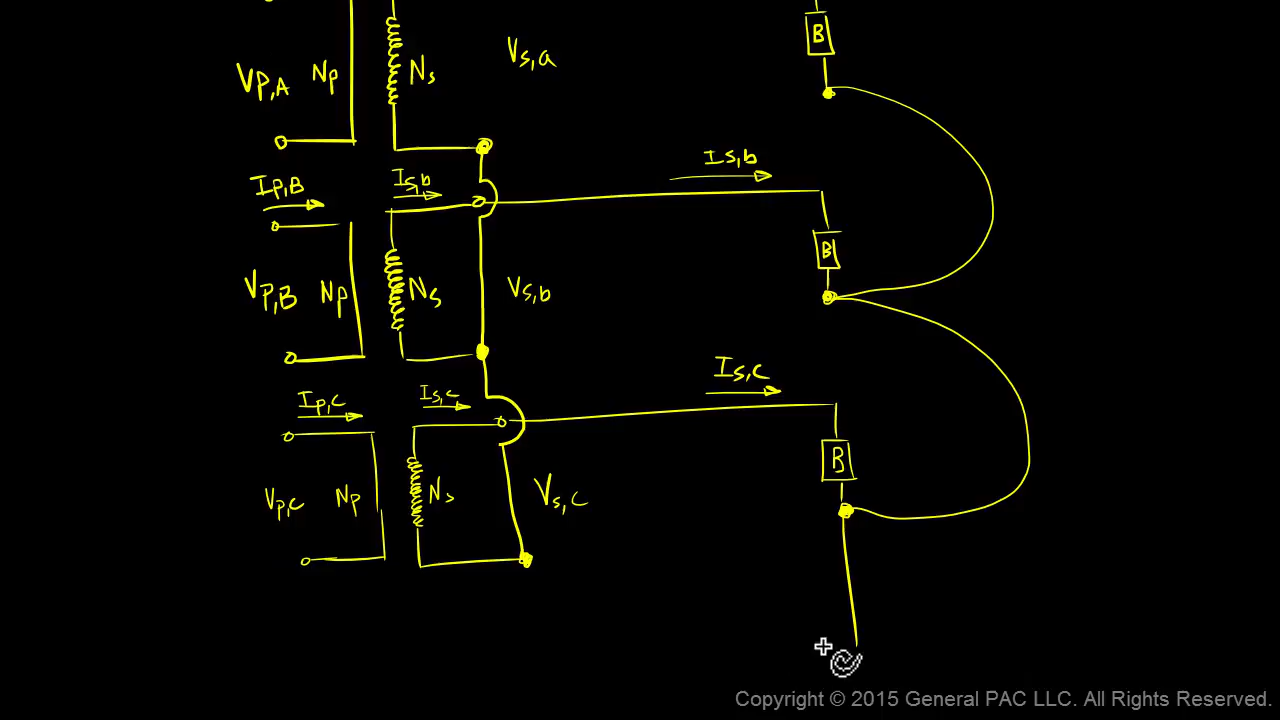 B
Vs,a
VP,A Np Ns
Is,b
Is,b
IP,B
B
VP,B Np Ns Vs,b
Is,c
Is,c
Ip,c
B
Vp,c Np Ns Vs,c
Copyright © 2015 General PAC LLC. All Rights Reserved.